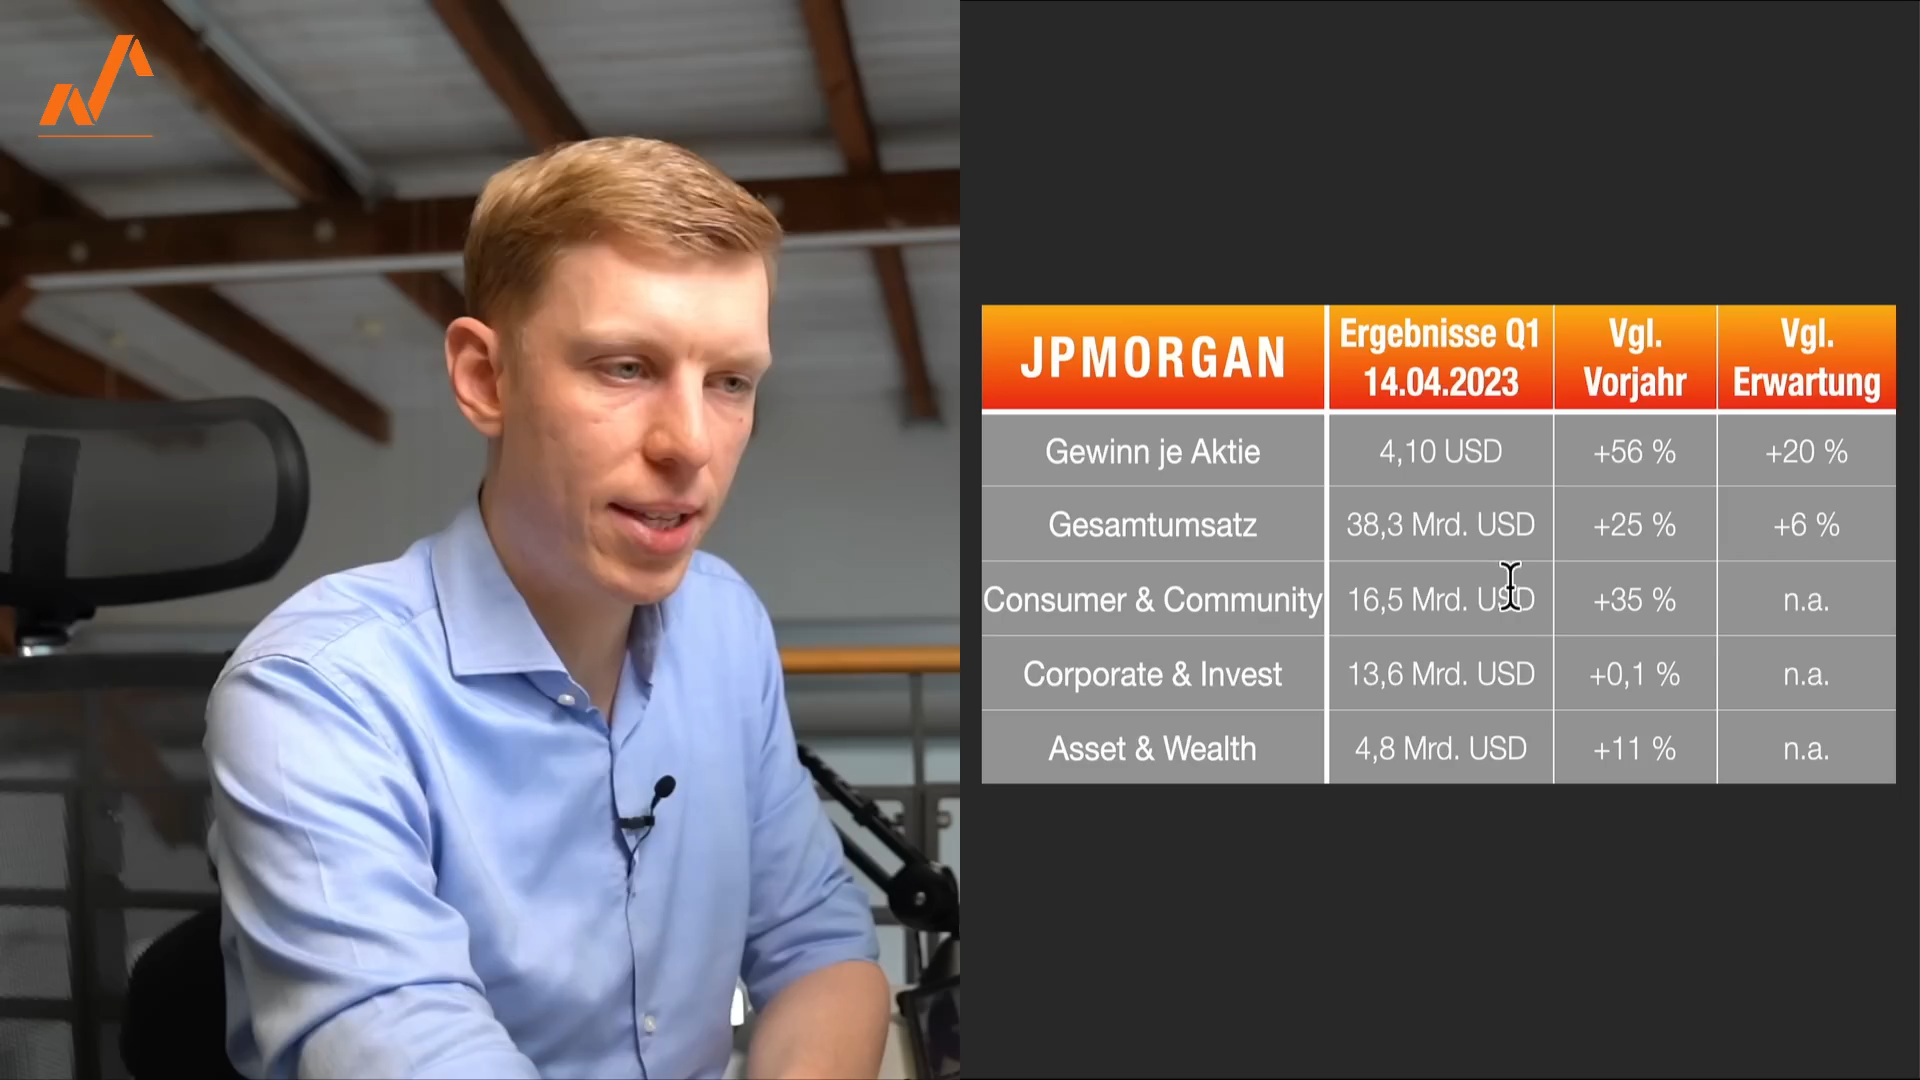 JPMORGAN
Ergebnisse Q1
14.04.2023
Vgl.
Vorjahr
Vgl.
Erwartung
Gewinn je Aktie 4,10 USD +56 % +20 %
Gesamtumsatz 38,3 Mrd. USD +25 % +6 %
Consumer & Community 16,5 Mrd. USD +35 % n.a.
Corporate & Invest 13,6 Mrd. USD +0,1 % n.a.
Asset & Wealth 4,8 Mrd. USD +11 % n.a.